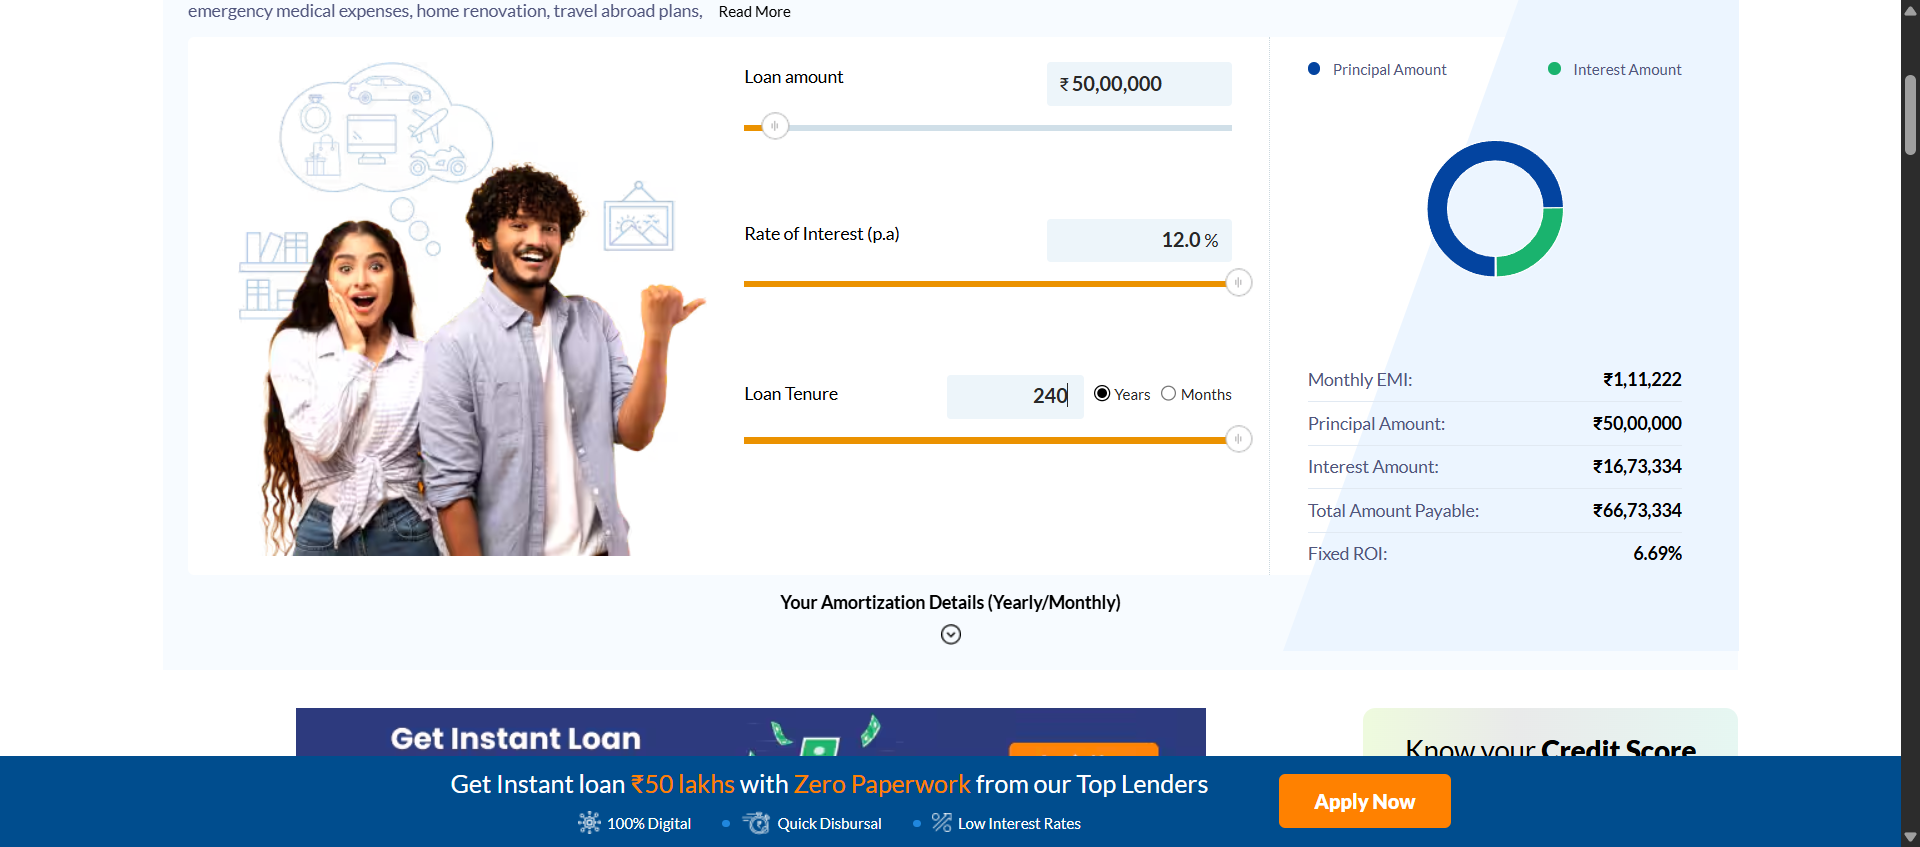 emergency medical expenses, home renovation, travel abroad plans, Read More
Loan amount
₹ 50,00,000
Rate of Interest (p.a)
12.0 %
Loan Tenure
240
Years Months
Principal Amount
Interest Amount
Monthly EMI: ₹1,11,222
Principal Amount: ₹50,00,000
Interest Amount: ₹16,73,334
Total Amount Payable: ₹66,73,334
Fixed ROI: 6.69%
Your Amortization Details (Yearly/Monthly)
Get Instant Loan
Know your Credit Score
Get Instant loan ₹50 lakhs with Zero Paperwork from our Top Lenders
100% Digital
Quick Disbursal
Low Interest Rates
Apply Now